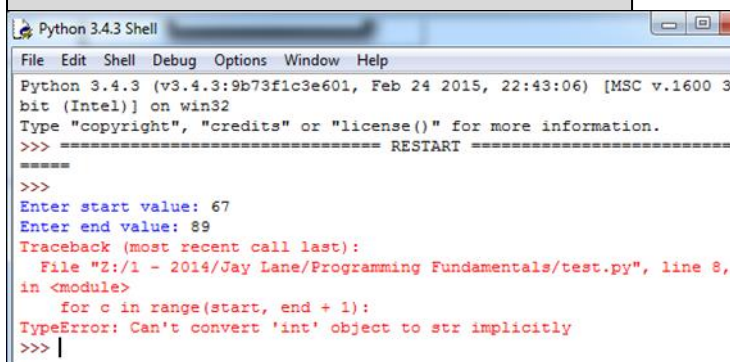 Python 3.4.3 Shell
File Edit Shell Debug Options Window Help
Python 3.4.3 (v3.4.3:9b73f1c3e601, Feb 24 2015, 22:43:06) [MSC v.1600 3
bit (Intel)] on win32
Type "copyright", "credits" or "license()" for more information.
>>> ================================ RESTART ===========================
=====
>>>
Enter start value: 67
Enter end value: 89
Traceback (most recent call last):
File "Z:/1 - 2014/Jay Lane/Programming Fundamentals/test.py", line 8,
in <module>
for c in range(start, end + 1):
TypeError: Can't convert 'int' object to str implicitly
>>>